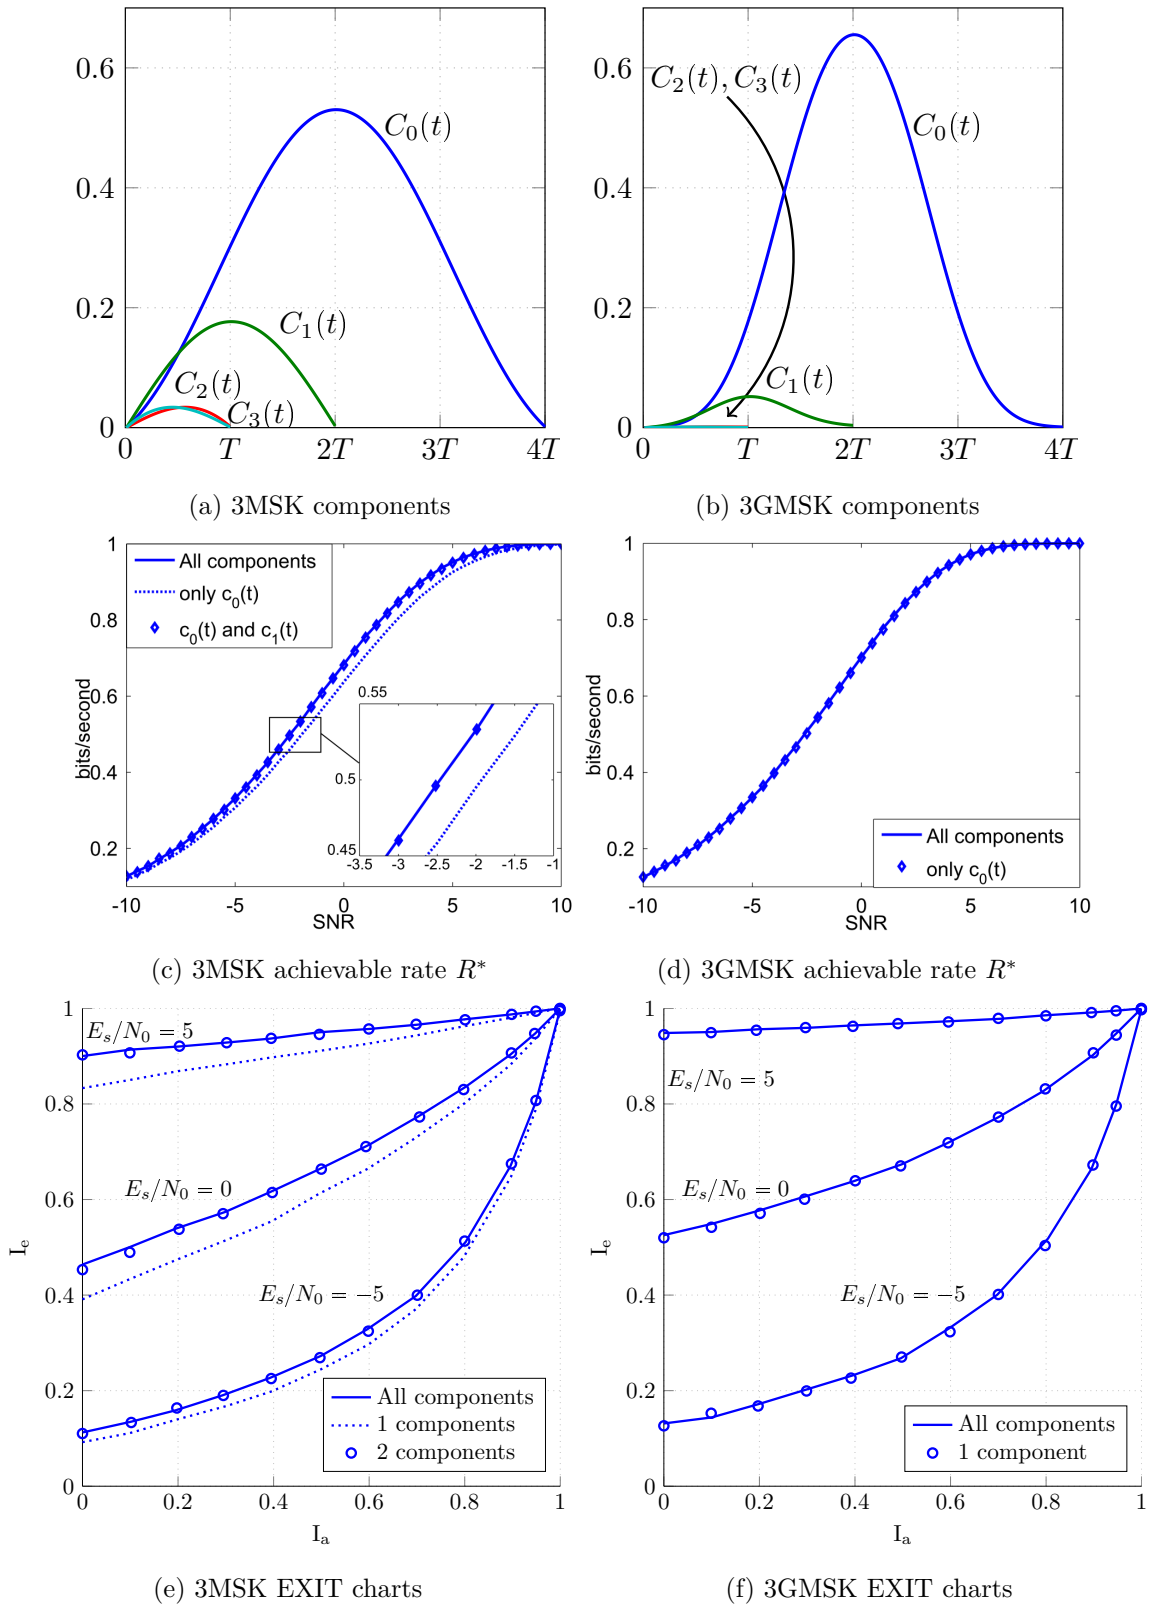 0.6
0.4
0.2
0
C₀(t)
C₁(t)
C₂(t)
C₃(t)
0 T 2T 3T 4T
(a) 3MSK components
0.6
0.4
0.2
0
C₂(t), C₃(t)
C₀(t)
C₁(t)
0 T 2T 3T 4T
(b) 3GMSK components
1
0.8
0.6
0.4
0.2
bits/second
All components
only c₀(t)
c₀(t) and c₁(t)
0.55
0.5
0.45
-3.5 -3 -2.5 -2 -1.5 -1
-10 -5 0 5 10
SNR
(c) 3MSK achievable rate R*
1
0.8
0.6
0.4
0.2
bits/second
All components
only c₀(t)
-10 -5 0 5 10
SNR
(d) 3GMSK achievable rate R*
1
0.8
0.6
0.4
0.2
0
Iₑ
Eₛ/N₀ = 5
Eₛ/N₀ = 0
Eₛ/N₀ = −5
All components
1 components
2 components
0 0.2 0.4 0.6 0.8 1
Iₐ
(e) 3MSK EXIT charts
1
0.8
0.6
0.4
0.2
0
Iₑ
Eₛ/N₀ = 5
Eₛ/N₀ = 0
Eₛ/N₀ = −5
All components
1 component
0 0.2 0.4 0.6 0.8 1
Iₐ
(f) 3GMSK EXIT charts